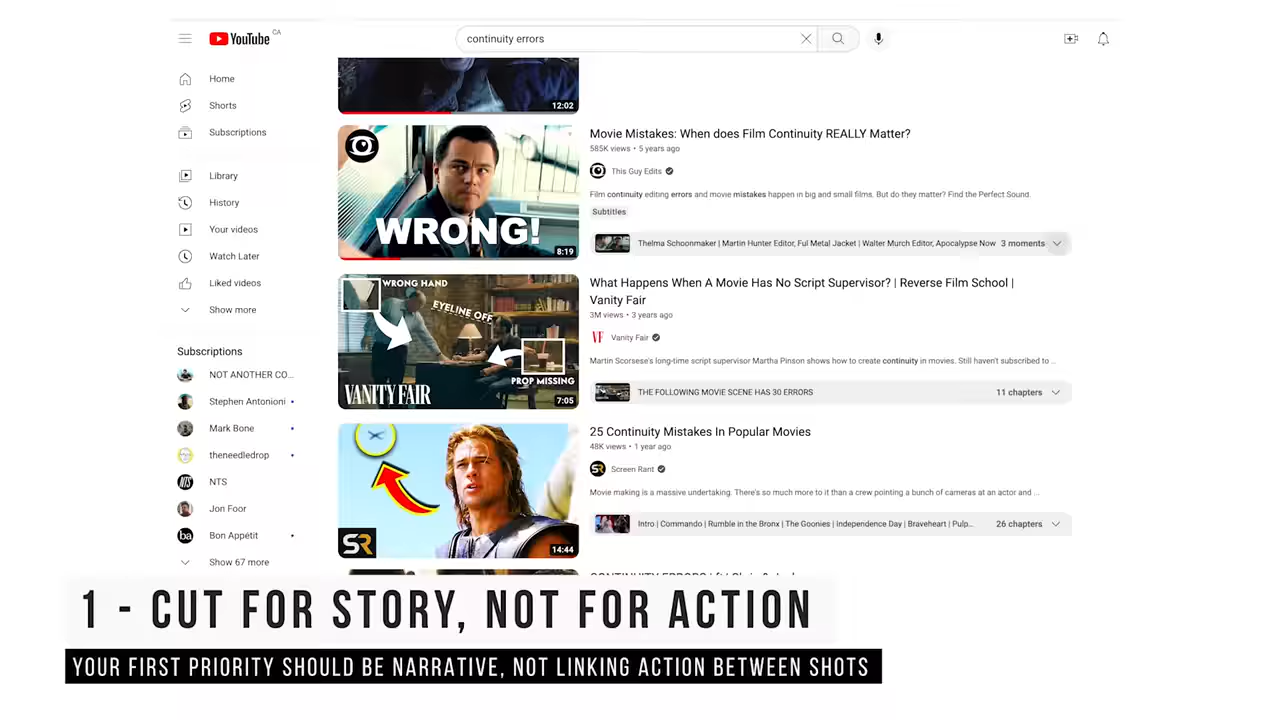 YouTube CA
continuity errors
Home
Shorts
Subscriptions
Library
History
Your videos
Watch Later
Liked videos
Show more
Subscriptions
NOT ANOTHER CO...
Stephen Antonioni
Mark Bone
theneedledrop
NTS
Jon Foor
Bon Appétit
Show 67 more
12:02
WRONG!
8:19
Movie Mistakes: When does Film Continuity REALLY Matter?
585K views • 5 years ago
This Guy Edits
Film continuity editing errors and movie mistakes happen in big and small films. But do they matter? Find the Perfect Sound.
Subtitles
Thelma Schoonmaker | Martin Hunter Editor, Ful Metal Jacket | Walter Murch Editor, Apocalypse Now 3 moments
WRONG HAND
EYELINE OFF
PROP MISSING
VANITY FAIR
7:05
What Happens When A Movie Has No Script Supervisor? | Reverse Film School |
Vanity Fair
3M views • 3 years ago
VF Vanity Fair
Martin Scorsese's long-time script supervisor Martha Pinson shows how to create continuity in movies. Still haven't subscribed to ...
THE FOLLOWING MOVIE SCENE HAS 30 ERRORS 11 chapters
SR
14:44
25 Continuity Mistakes In Popular Movies
48K views • 1 year ago
SR Screen Rant
Movie making is a massive undertaking. There's so much more to it than a crew pointing a bunch of cameras at an actor and ...
Intro | Commando | Rumble in the Bronx | The Goonies | Independence Day | Braveheart | Pulp... 26 chapters
1 - CUT FOR STORY, NOT FOR ACTION
YOUR FIRST PRIORITY SHOULD BE NARRATIVE, NOT LINKING ACTION BETWEEN SHOTS